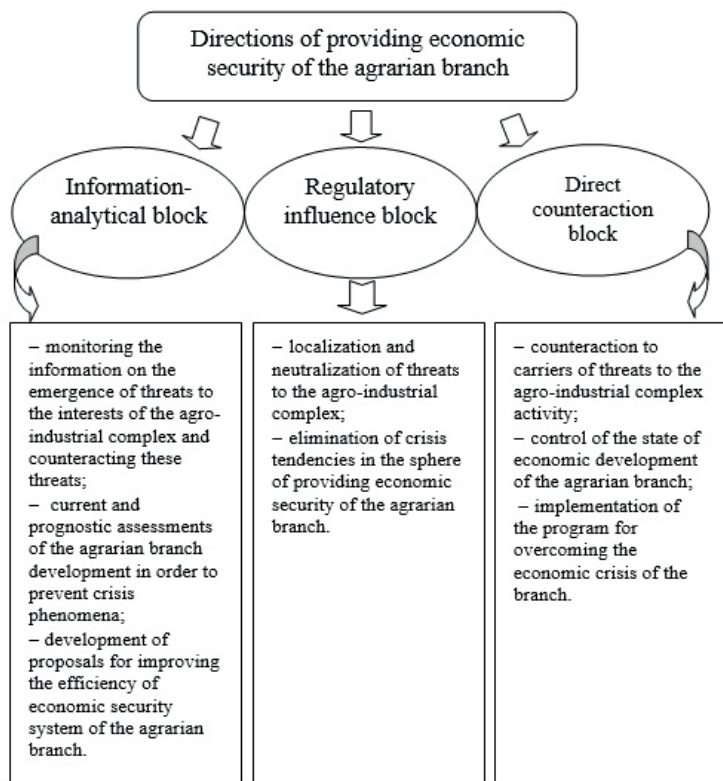 Directions of providing economic
security of the agrarian branch
Information-
analytical block
Regulatory
influence block
Direct
counteraction
block
– monitoring the
information on the
emergence of threats to
the interests of the agro-
industrial complex and
counteracting these
threats;
– current and
prognostic assessments
of the agrarian branch
development in order to
prevent crisis
phenomena;
– development of
proposals for improving
the efficiency of
economic security
system of the agrarian
branch.
– localization and
neutralization of threats
to the agro-industrial
complex;
– elimination of crisis
tendencies in the sphere
of providing economic
security of the agrarian
branch.
– counteraction to
carriers of threats to the
agro-industrial complex
activity;
– control of the state of
economic development
of the agrarian branch;
– implementation of
the program for
overcoming the
economic crisis of the
branch.